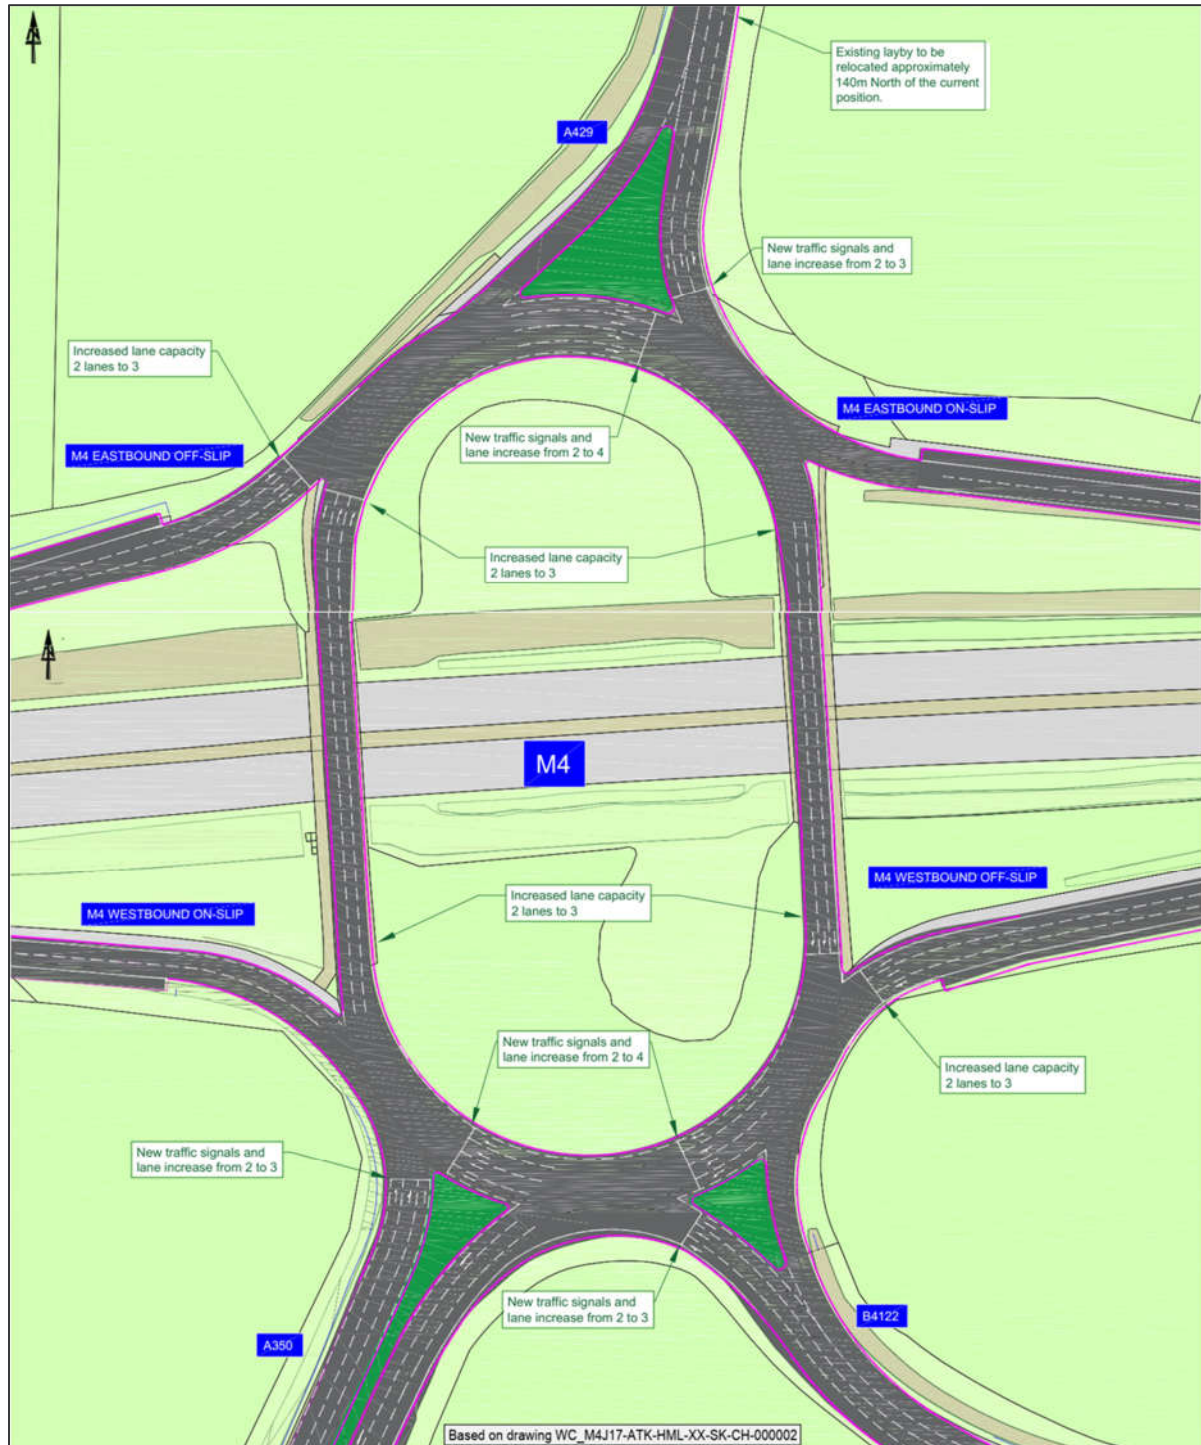 Existing layby to be
relocated approximately
140m North of the current
position.
A429
New traffic signals and
lane increase from 2 to 3
Increased lane capacity
2 lanes to 3
M4 EASTBOUND ON-SLIP
New traffic signals and
lane increase from 2 to 4
M4 EASTBOUND OFF-SLIP
Increased lane capacity
2 lanes to 3
M4
M4 WESTBOUND OFF-SLIP
Increased lane capacity
2 lanes to 3
M4 WESTBOUND ON-SLIP
New traffic signals and
lane increase from 2 to 4
Increased lane capacity
2 lanes to 3
New traffic signals and
lane increase from 2 to 3
New traffic signals and
lane increase from 2 to 3
B4122
A350
Based on drawing WC_M4J17-ATK-HML-XX-SK-CH-000002